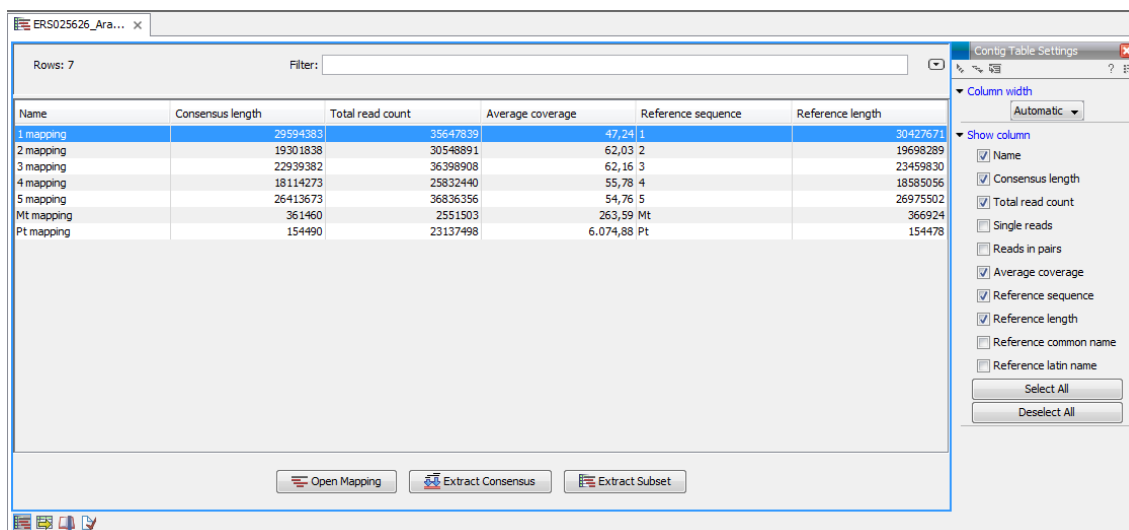 ERS025626_Ara...
Rows: 7 Filter:
Name Consensus length Total read count Average coverage Reference sequence Reference length
1 mapping 29594383 35647839 47,24 1 30427671
2 mapping 19301838 30548891 62,03 2 19698289
3 mapping 22939382 36398908 62,16 3 23459830
4 mapping 18114273 25832440 55,78 4 18585056
5 mapping 26413673 36836356 54,76 5 26975502
Mt mapping 361460 2551503 263,59 Mt 366924
Pt mapping 154490 23137498 6.074,88 Pt 154478
Open Mapping Extract Consensus Extract Subset
Contig Table Settings
?
Column width
Automatic
Show column
Name
Consensus length
Total read count
Single reads
Reads in pairs
Average coverage
Reference sequence
Reference length
Reference common name
Reference latin name
Select All
Deselect All